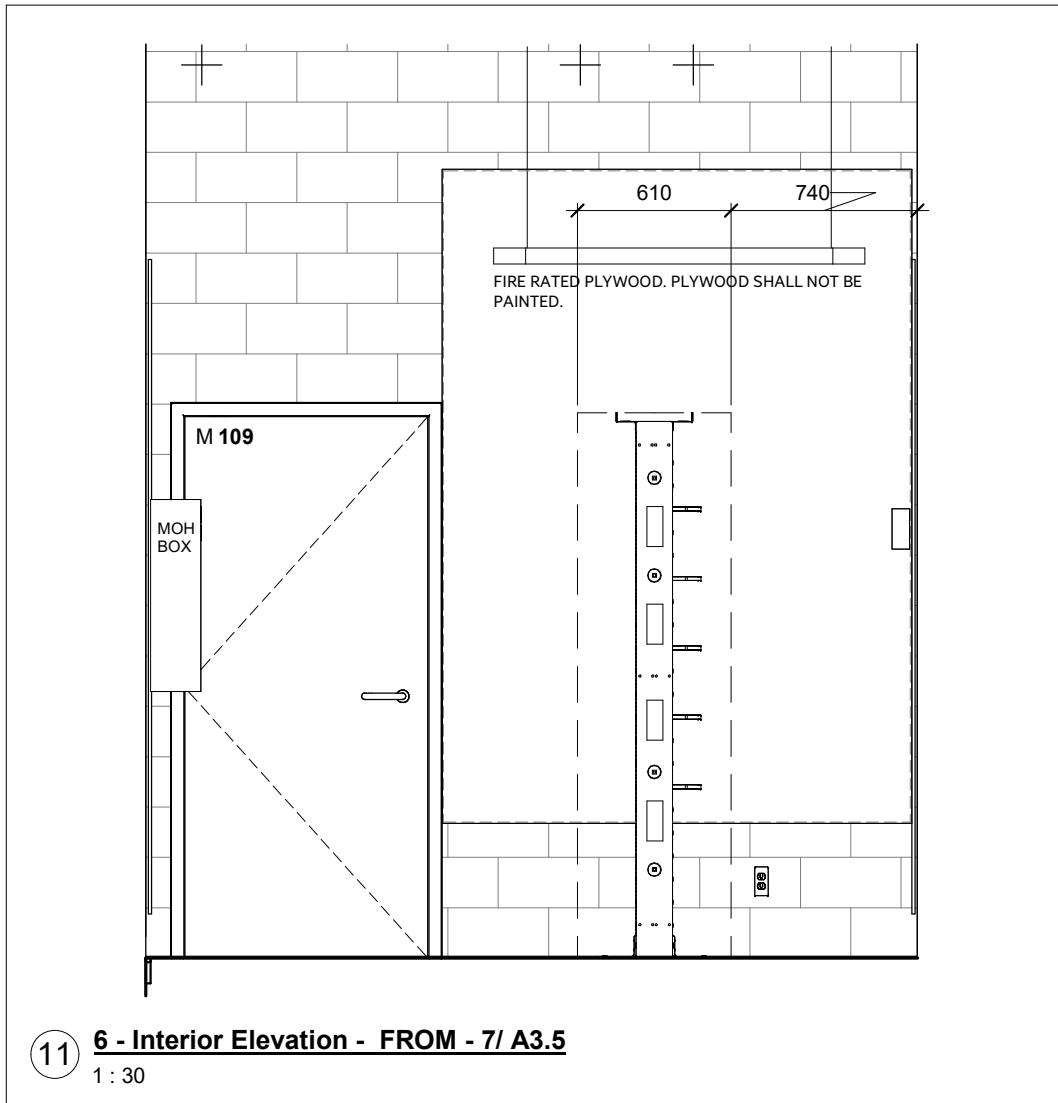 610 740
FIRE RATED PLYWOOD. PLYWOOD SHALL NOT BE
PAINTED.
M 109
MOH
BOX
11
6 - Interior Elevation - FROM - 7/ A3.5
1 : 30